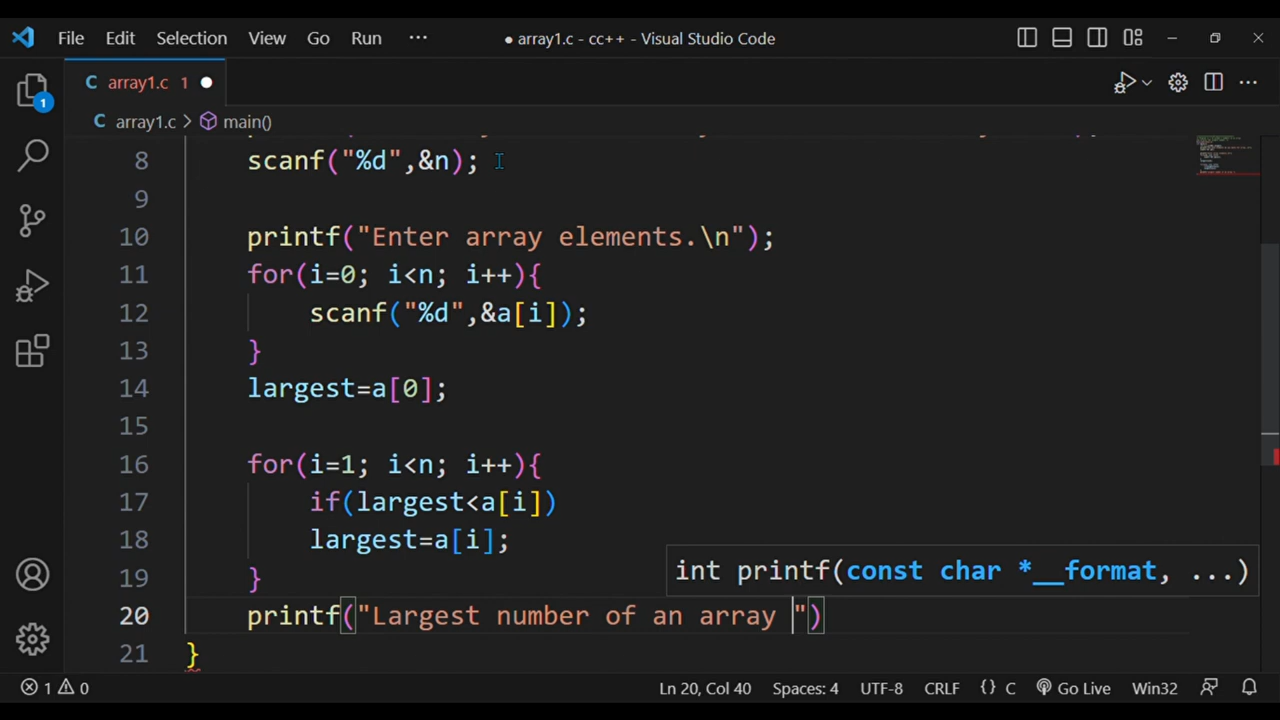 File Edit Selection View Go Run ··· ● array1.c - cc++ - Visual Studio Code
C array1.c 1 ●
C array1.c > main()
1
8 scanf("%d",&n);
9
10 printf("Enter array elements.\n");
11 for(i=0; i<n; i++){
12 scanf("%d",&a[i]);
13 }
14 largest=a[0];
15
16 for(i=1; i<n; i++){
17 if(largest<a[i])
18 largest=a[i];
19 }
int printf(const char *__format, ...)
20 printf("Largest number of an array ")
21 }
1 0 Ln 20, Col 40 Spaces: 4 UTF-8 CRLF {} C Go Live Win32